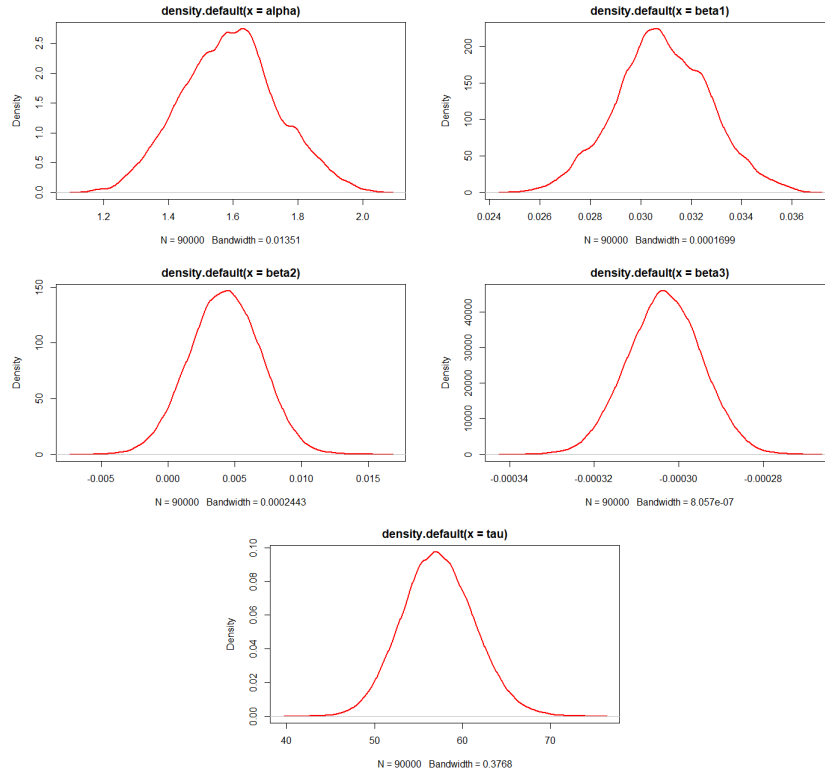 density.default(x = alpha)
Density
0.0 0.5 1.0 1.5 2.0 2.5
1.2 1.4 1.6 1.8 2.0
N = 90000 Bandwidth = 0.01351
density.default(x = beta1)
Density
0 50 100 150 200
0.024 0.026 0.028 0.030 0.032 0.034 0.036
N = 90000 Bandwidth = 0.0001699
density.default(x = beta2)
Density
0 50 100 150
-0.005 0.000 0.005 0.010 0.015
N = 90000 Bandwidth = 0.0002443
density.default(x = beta3)
Density
0 10000 20000 30000 40000
-0.00034 -0.00032 -0.00030 -0.00028
N = 90000 Bandwidth = 8.057e-07
density.default(x = tau)
Density
0.00 0.02 0.04 0.06 0.08 0.10
40 50 60 70
N = 90000 Bandwidth = 0.3768